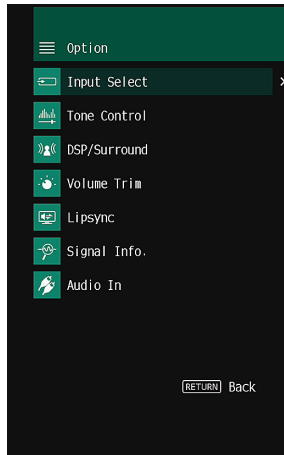 Option
Input Select
Tone Control
DSP/Surround
Volume Trim
Lipsync
Signal Info.
Audio In
RETURN Back